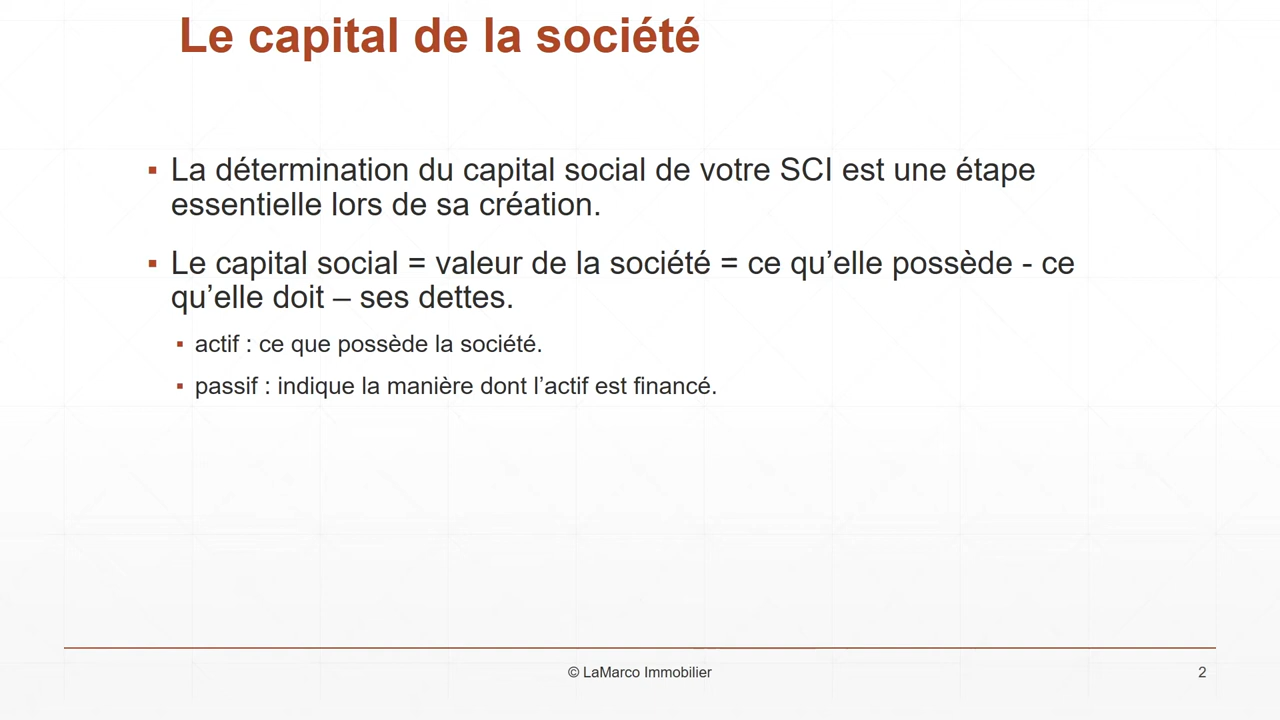 Le capital de la société
▪ La détermination du capital social de votre SCI est une étape
essentielle lors de sa création.
▪ Le capital social = valeur de la société = ce qu’elle possède - ce
qu’elle doit – ses dettes.
▪ actif : ce que possède la société.
▪ passif : indique la manière dont l’actif est financé.
© LaMarco Immobilier
2